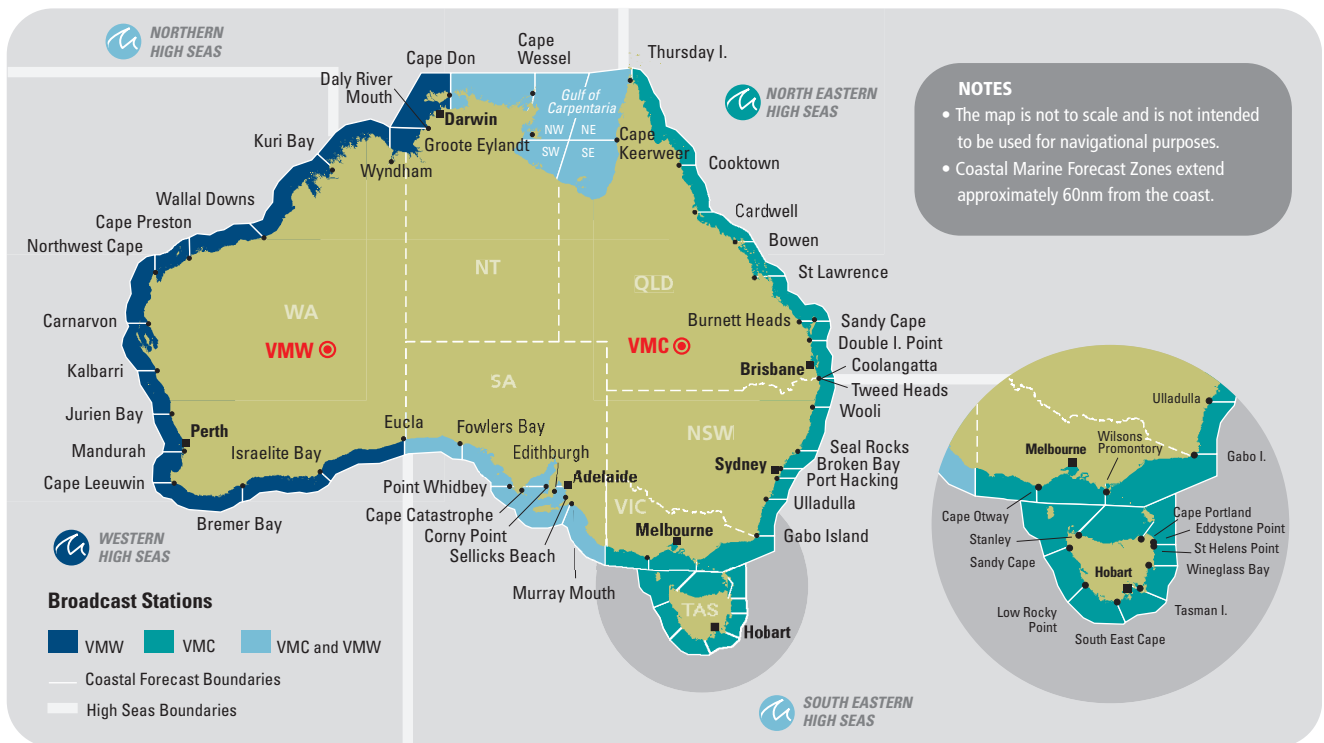 NORTHERN
HIGH SEAS
Cape Don
Cape
Wessel
Thursday I.
Daly River
Mouth
Gulf of
Carpentaria
NORTH EASTERN
HIGH SEAS
Darwin
NW
NE
SW
SE
Groote Eylandt
Cape
Keerweer
Kuri Bay
Wyndham
Cooktown
Wallal Downs
Cape Preston
Northwest Cape
Cardwell
Bowen
St Lawrence
NT
QLD
WA
Carnarvon
VMW
VMC
Burnett Heads
Sandy Cape
Double I. Point
Coolangatta
Brisbane
Tweed Heads
Wooli
Kalbarri
SA
Jurien Bay
Perth
Mandurah
Cape Leeuwin
Israelite Bay
Bremer Bay
Eucla
Fowlers Bay
Edithburgh
Adelaide
Point Whidbey
Cape Catastrophe
Corny Point
Sellicks Beach
Murray Mouth
NSW
Seal Rocks
Broken Bay
Port Hacking
Sydney
Ulladulla
VIC
Melbourne
Gabo Island
TAS
Hobart
NOTES
• The map is not to scale and is not intended
to be used for navigational purposes.
• Coastal Marine Forecast Zones extend
approximately 60nm from the coast.
Ulladulla
Wilsons
Promontory
Melbourne
Gabo I.
Cape Otway
Stanley
Sandy Cape
Cape Portland
Eddystone Point
St Helens Point
Wineglass Bay
Hobart
Tasman I.
Low Rocky
Point
South East Cape
WESTERN
HIGH SEAS
SOUTH EASTERN
HIGH SEAS
Broadcast Stations
VMW
VMC
VMC and VMW
Coastal Forecast Boundaries
High Seas Boundaries